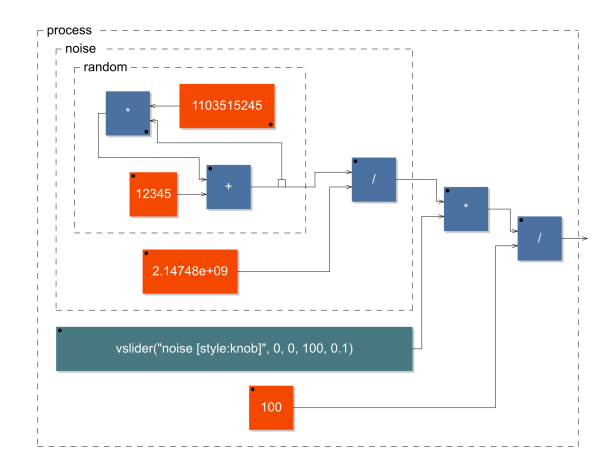 process
noise
random
*
1103515245
12345
+
/
*
/
2.14748e+09
vslider("noise [style:knob]", 0, 0, 100, 0.1)
100